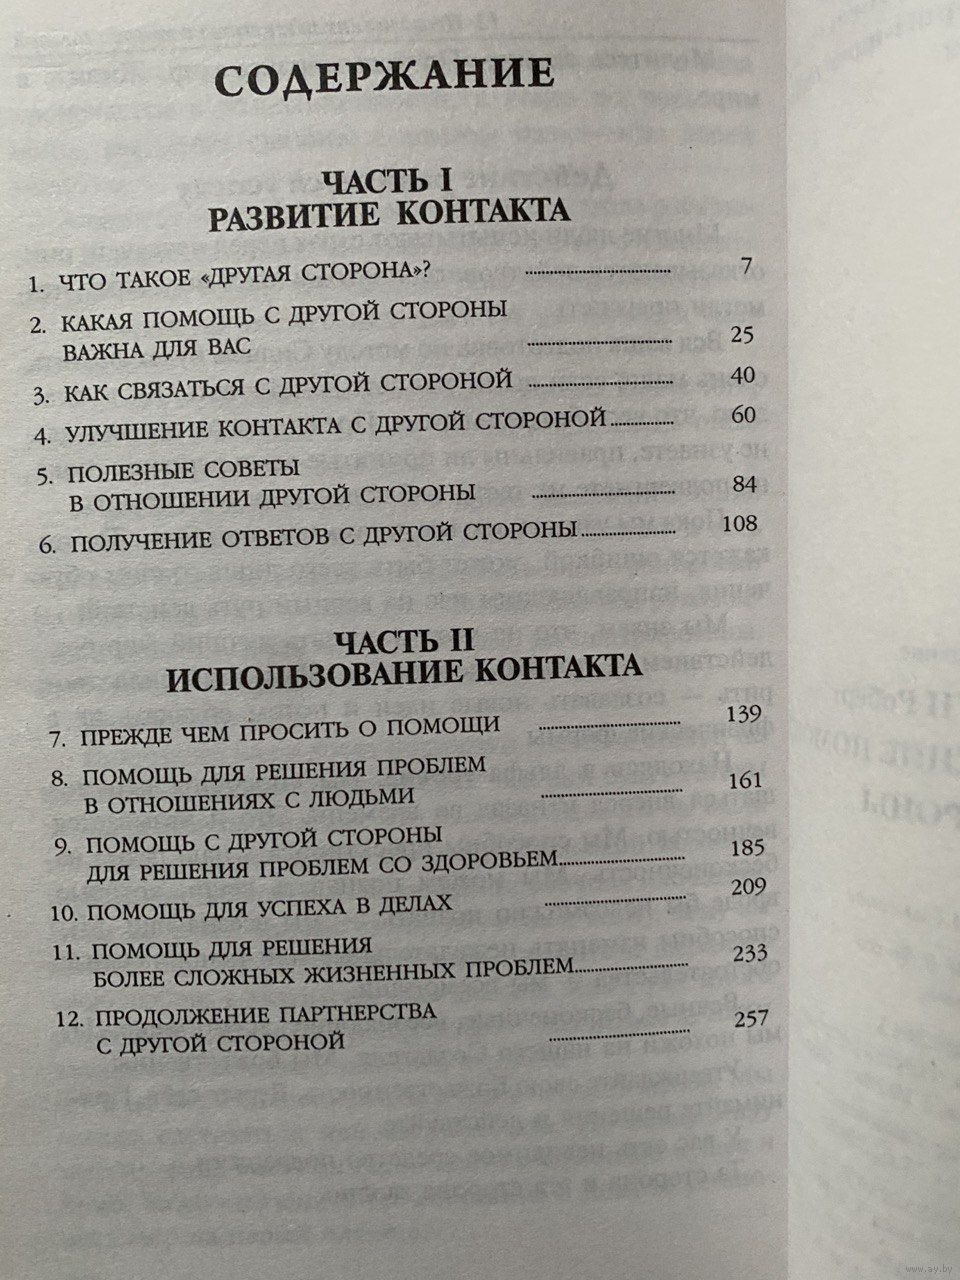 СОДЕРЖАНИЕ
ЧАСТЬ I
РАЗВИТИЕ КОНТАКТА
1. ЧТО ТАКОЕ «ДРУГАЯ СТОРОНА»? 7
2. КАКАЯ ПОМОЩЬ С ДРУГОЙ СТОРОНЫ
ВАЖНА ДЛЯ ВАС 25
3. КАК СВЯЗАТЬСЯ С ДРУГОЙ СТОРОНОЙ 40
4. УЛУЧШЕНИЕ КОНТАКТА С ДРУГОЙ СТОРОНОЙ 60
5. ПОЛЕЗНЫЕ СОВЕТЫ
В ОТНОШЕНИИ ДРУГОЙ СТОРОНЫ 84
6. ПОЛУЧЕНИЕ ОТВЕТОВ С ДРУГОЙ СТОРОНЫ 108
ЧАСТЬ II
ИСПОЛЬЗОВАНИЕ КОНТАКТА
7. ПРЕЖДЕ ЧЕМ ПРОСИТЬ О ПОМОЩИ 139
8. ПОМОЩЬ ДЛЯ РЕШЕНИЯ ПРОБЛЕМ
В ОТНОШЕНИЯХ С ЛЮДЬМИ 161
9. ПОМОЩЬ С ДРУГОЙ СТОРОНЫ
ДЛЯ РЕШЕНИЯ ПРОБЛЕМ СО ЗДОРОВЬЕМ 185
10. ПОМОЩЬ ДЛЯ УСПЕХА В ДЕЛАХ 209
11. ПОМОЩЬ ДЛЯ РЕШЕНИЯ
БОЛЕЕ СЛОЖНЫХ ЖИЗНЕННЫХ ПРОБЛЕМ 233
12. ПРОДОЛЖЕНИЕ ПАРТНЕРСТВА
С ДРУГОЙ СТОРОНОЙ 257
www.ay.by